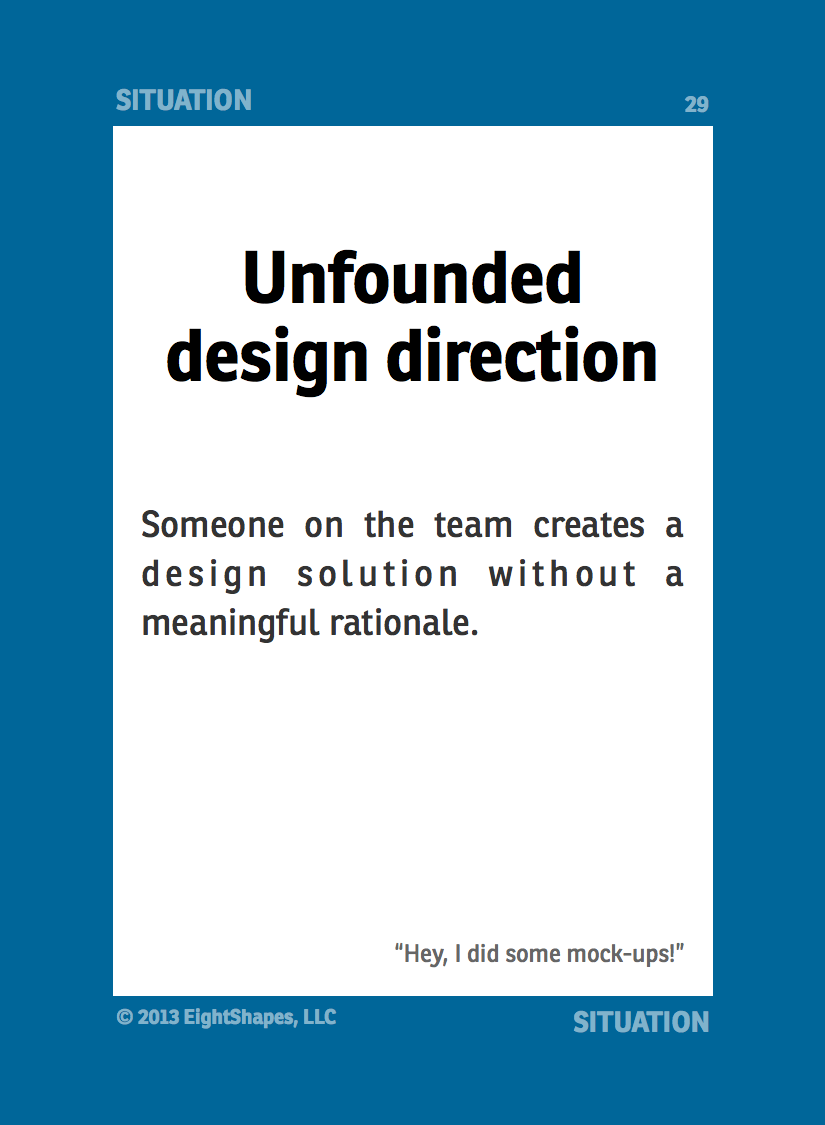 SITUATION 29
Unfounded
design direction
Someone on the team creates a
design solution without a
meaningful rationale.
“Hey, I did some mock-ups!”
© 2013 EightShapes, LLC SITUATION